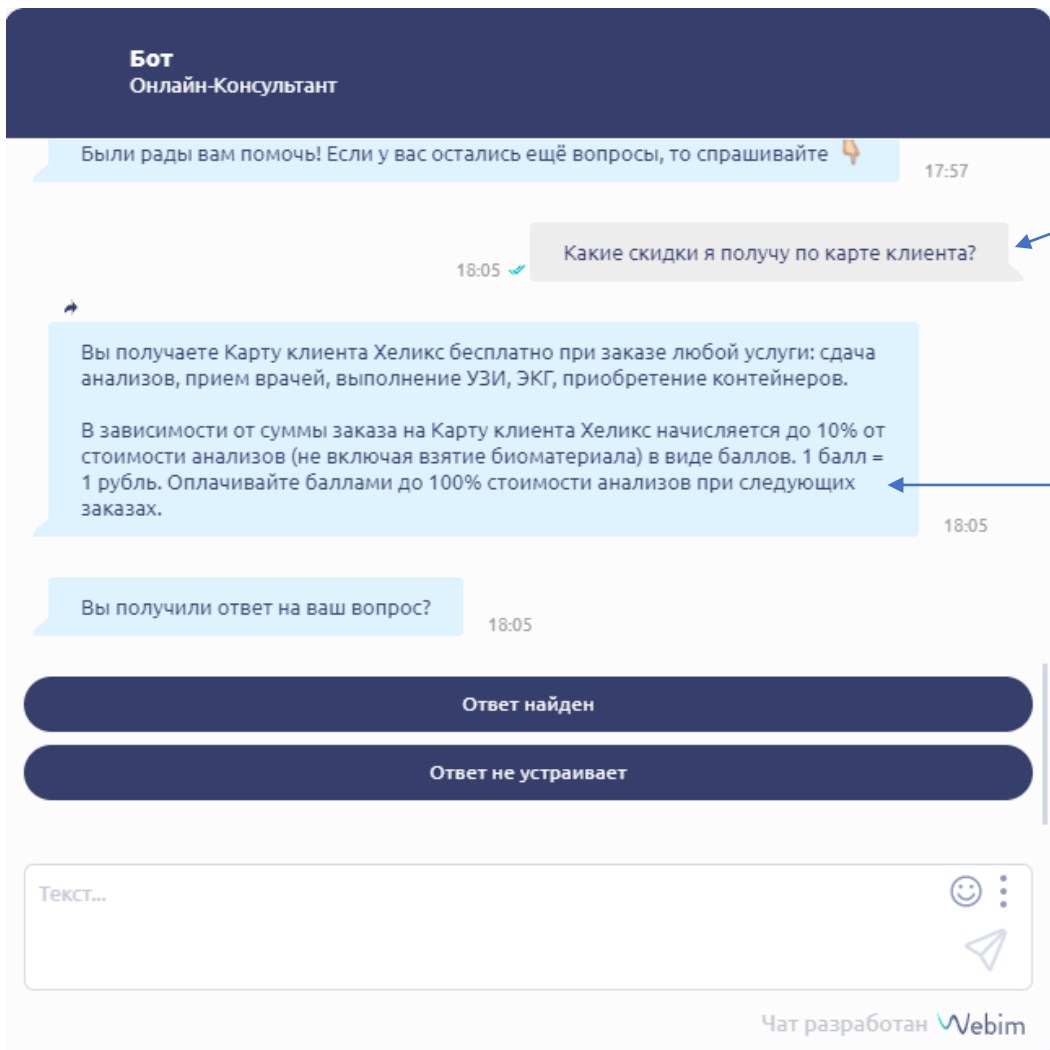 Бот
Онлайн-Консультант
Были рады вам помочь! Если у вас остались ещё вопросы, то спрашивайте 👇
17:57
Какие скидки я получу по карте клиента?
18:05
Вы получаете Карту клиента Хеликс бесплатно при заказе любой услуги: сдача
анализов, прием врачей, выполнение УЗИ, ЭКГ, приобретение контейнеров.
В зависимости от суммы заказа на Карту клиента Хеликс начисляется до 10% от
стоимости анализов (не включая взятие биоматериала) в виде баллов. 1 балл =
1 рубль. Оплачивайте баллами до 100% стоимости анализов при следующих
заказах.
18:05
Вы получили ответ на ваш вопрос?
18:05
Ответ найден
Ответ не устраивает
Текст...
Чат разработан Webim